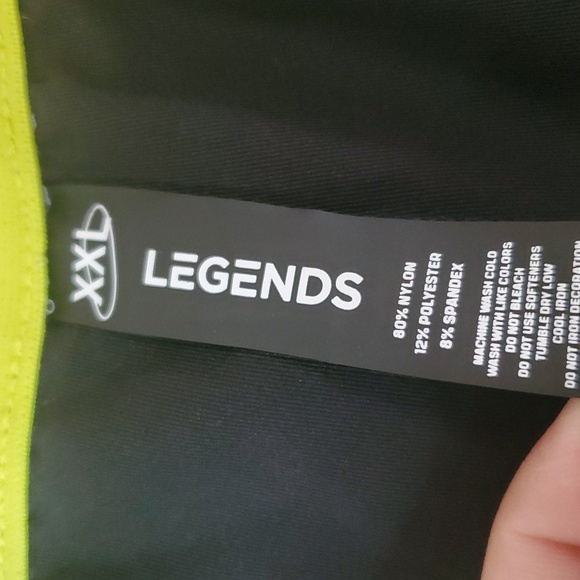 XXL
LEGENDS
80% NYLON
12% POLYESTER
8% SPANDEX
MACHINE WASH COLD
WASH WITH LIKE COLORS
DO NOT BLEACH
DO NOT USE SOFTENERS
TUMBLE DRY LOW
COOL IRON
DO NOT IRON DECORATION